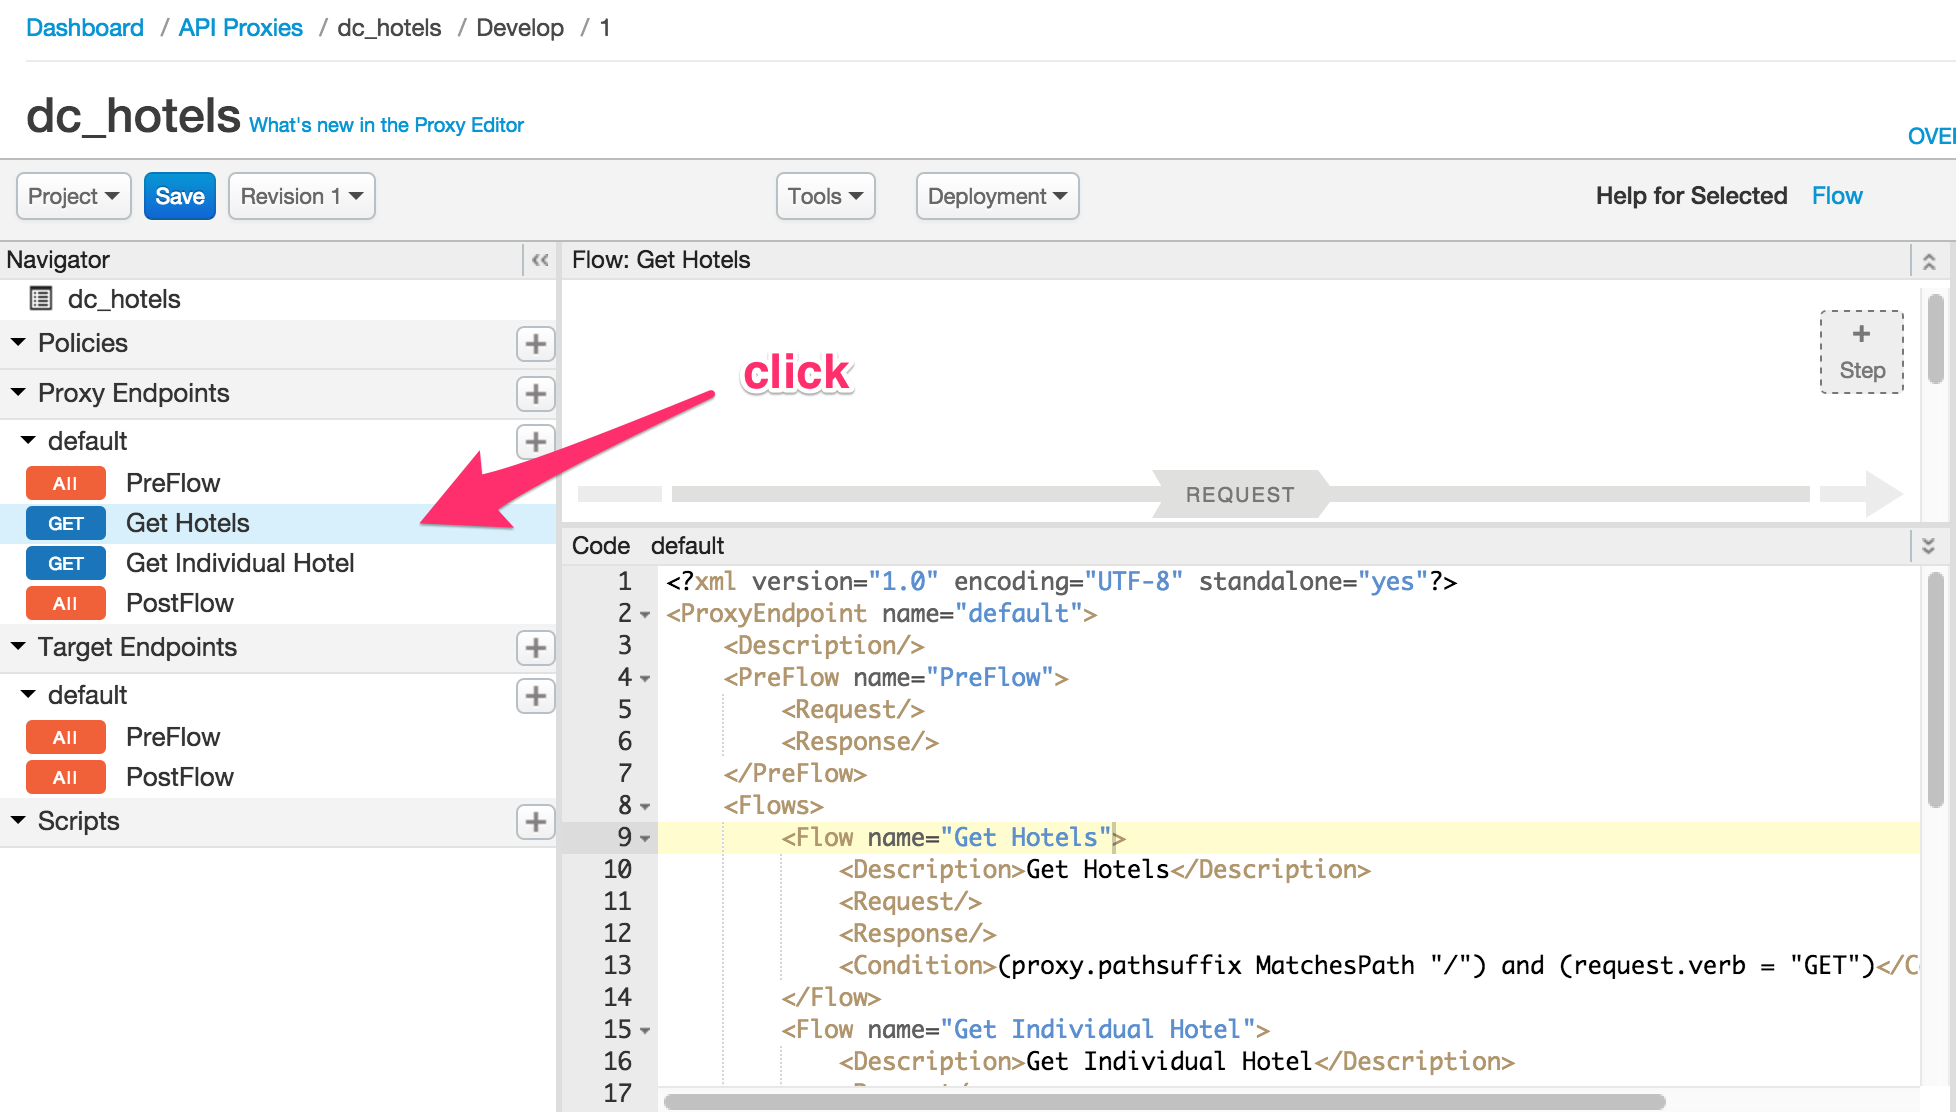 Dashboard / API Proxies / dc_hotels / Develop / 1
dc_hotels What's new in the Proxy Editor
OVE
Project Save Revision 1 Tools Deployment Help for Selected Flow
Navigator
dc_hotels
Policies
Proxy Endpoints
default
All PreFlow
GET Get Hotels
GET Get Individual Hotel
All PostFlow
Target Endpoints
default
All PreFlow
All PostFlow
Scripts
Flow: Get Hotels
click
+
Step
REQUEST
Code default
1 <?xml version="1.0" encoding="UTF-8" standalone="yes"?>
2 <ProxyEndpoint name="default">
3 <Description/>
4 <PreFlow name="PreFlow">
5 <Request/>
6 <Response/>
7 </PreFlow>
8 <Flows>
9 <Flow name="Get Hotels">
10 <Description>Get Hotels</Description>
11 <Request/>
12 <Response/>
13 <Condition>(proxy.pathsuffix MatchesPath "/") and (request.verb = "GET")</C
14 </Flow>
15 <Flow name="Get Individual Hotel">
16 <Description>Get Individual Hotel</Description>
17